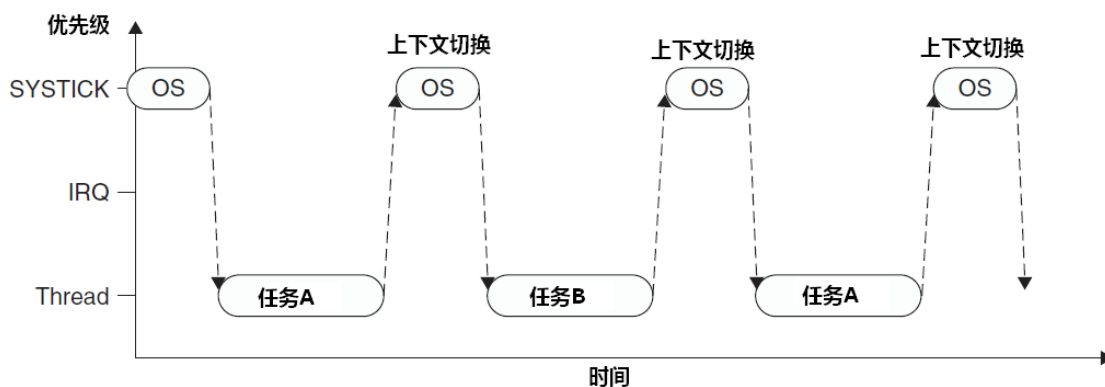 优先级
上下文切换
上下文切换
上下文切换
SYSTICK
OS
OS
OS
OS
IRQ
Thread
任务A
任务B
任务A
时间